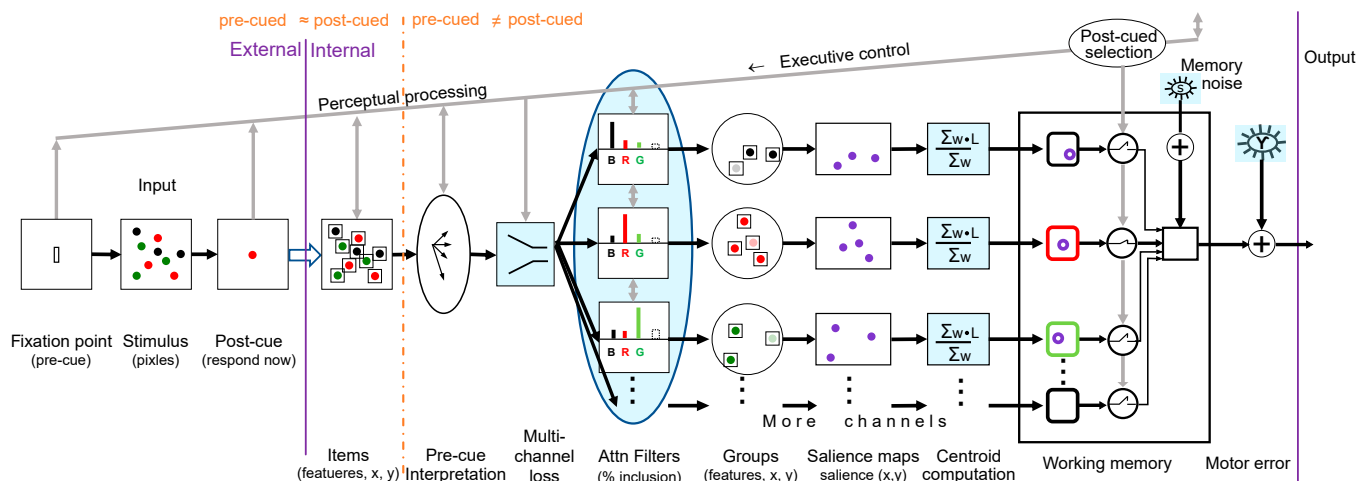 pre-cued ≈ post-cued
pre-cued ≠ post-cued
External
Internal
Post-cued
selection
Output
← Executive control
Memory
noise
S
Perceptual processing
Input
B R G
Σw•L
Σw
Υ
B R G
Σw•L
Σw
B R G
Σw•L
Σw
More channels
Fixation point
(pre-cue)
Stimulus
(pixles)
Post-cue
(respond now)
Items
(featueres, x, y)
Pre-cue
Interpretation
Multi-
channel
loss
Attn Filters
(% inclusion)
Groups
(features, x, y)
Salience maps
salience (x,y)
Centroid
computation
Working memory
Motor error